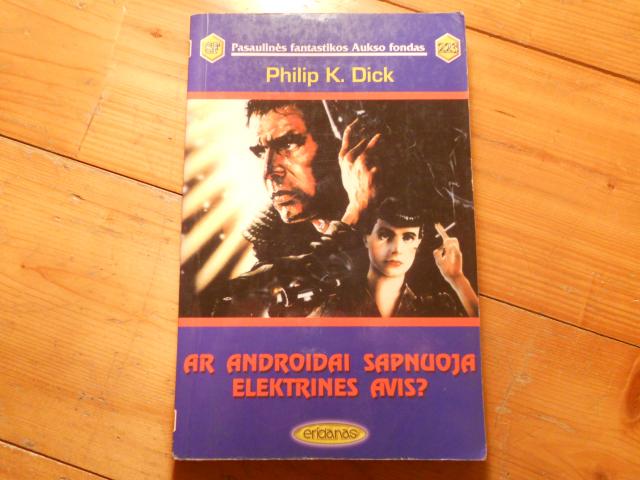 SF Pasaulinės fantastikos Aukso fondas 223
Philip K. Dick
AR ANDROIDAI SAPNUOJA
ELEKTRINES AVIS?
eridanas